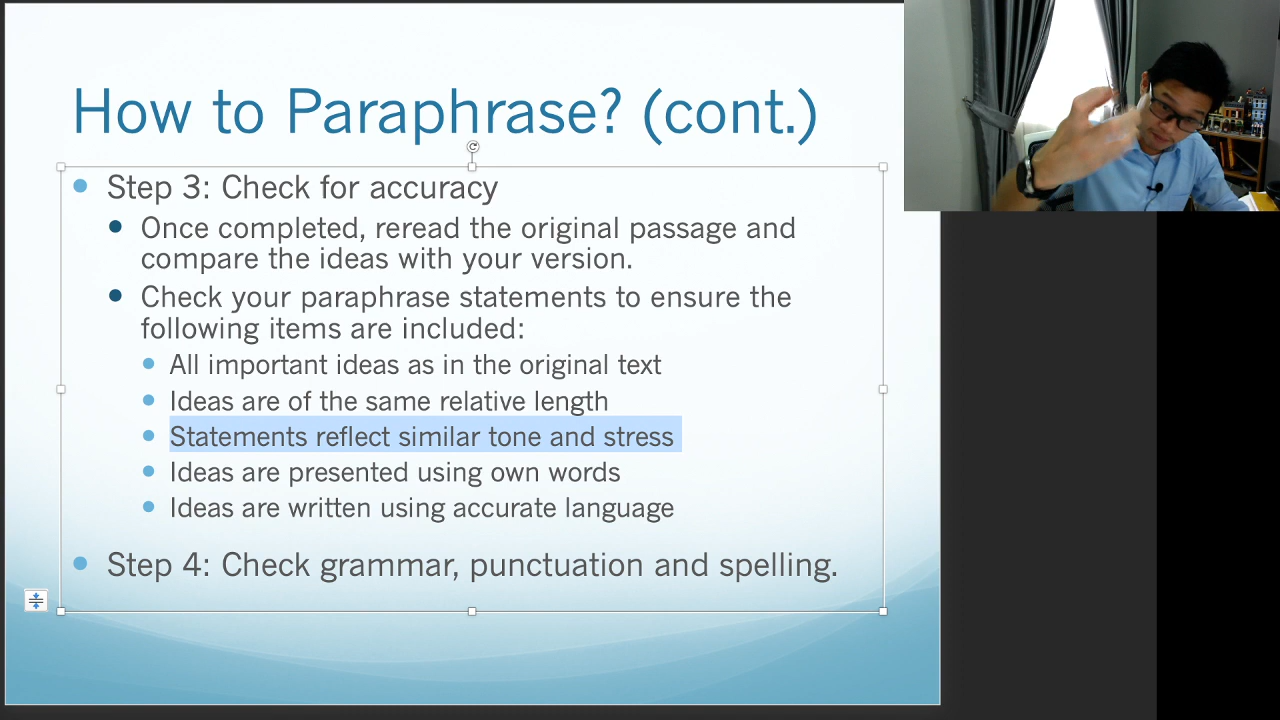 How to Paraphrase? (cont.)
Step 3: Check for accuracy
Once completed, reread the original passage and
compare the ideas with your version.
Check your paraphrase statements to ensure the
following items are included:
All important ideas as in the original text
Ideas are of the same relative length
Statements reflect similar tone and stress
Ideas are presented using own words
Ideas are written using accurate language
Step 4: Check grammar, punctuation and spelling.